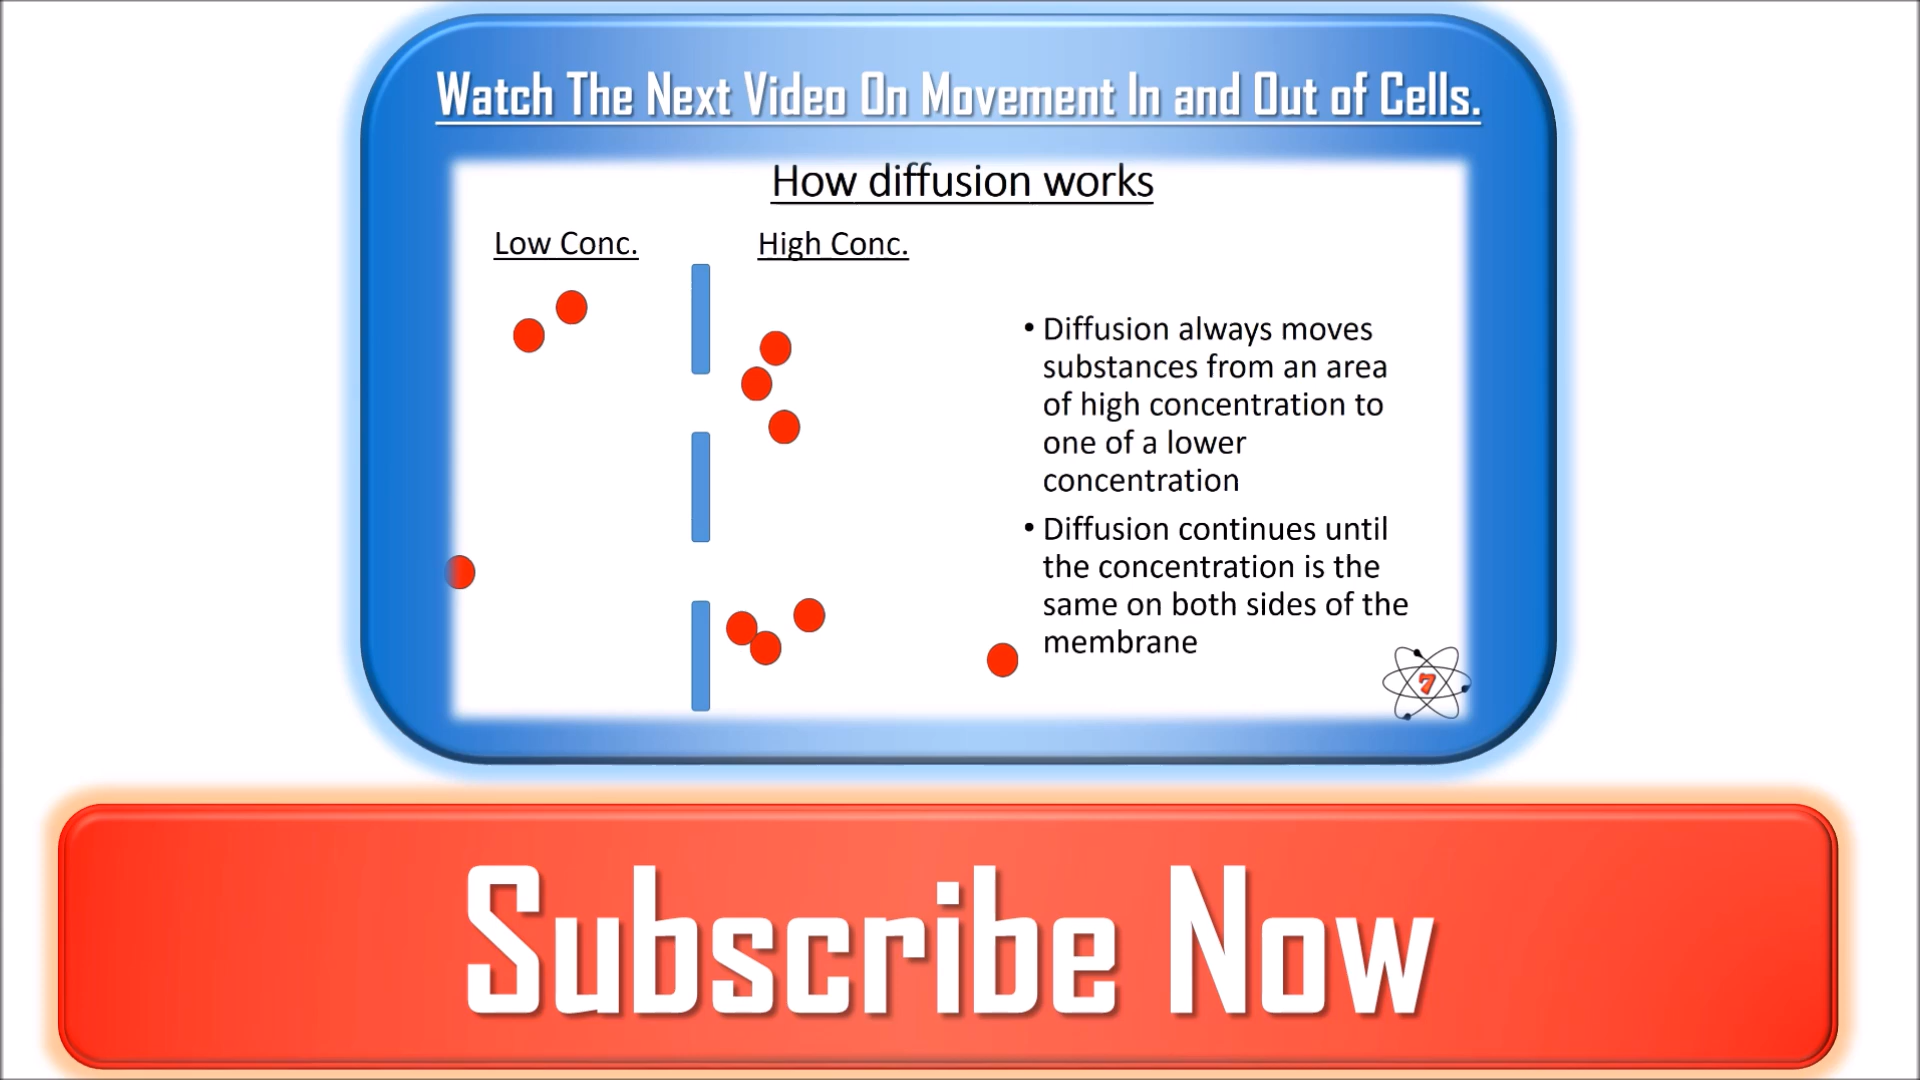 Watch The Next Video On Movement In and Out of Cells.
How diffusion works
Low Conc.
High Conc.
• Diffusion always moves
substances from an area
of high concentration to
one of a lower
concentration
• Diffusion continues until
the concentration is the
same on both sides of the
membrane
7
Subscribe Now